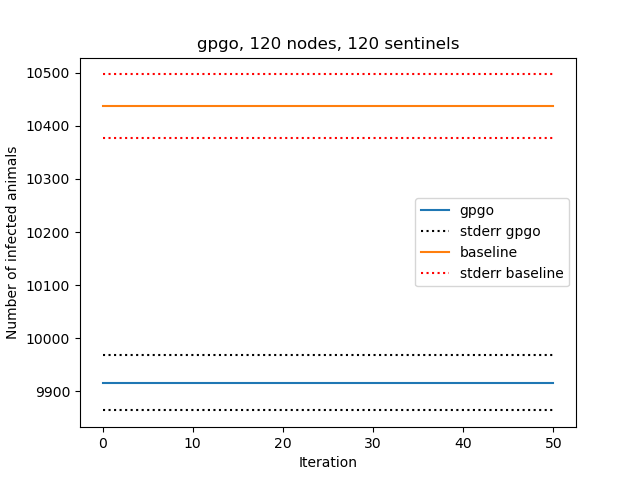 gpgo, 120 nodes, 120 sentinels
10500
10400
10300
10200
10100
10000
9900
Number of infected animals
gpgo
stderr gpgo
baseline
stderr baseline
0 10 20 30 40 50
Iteration